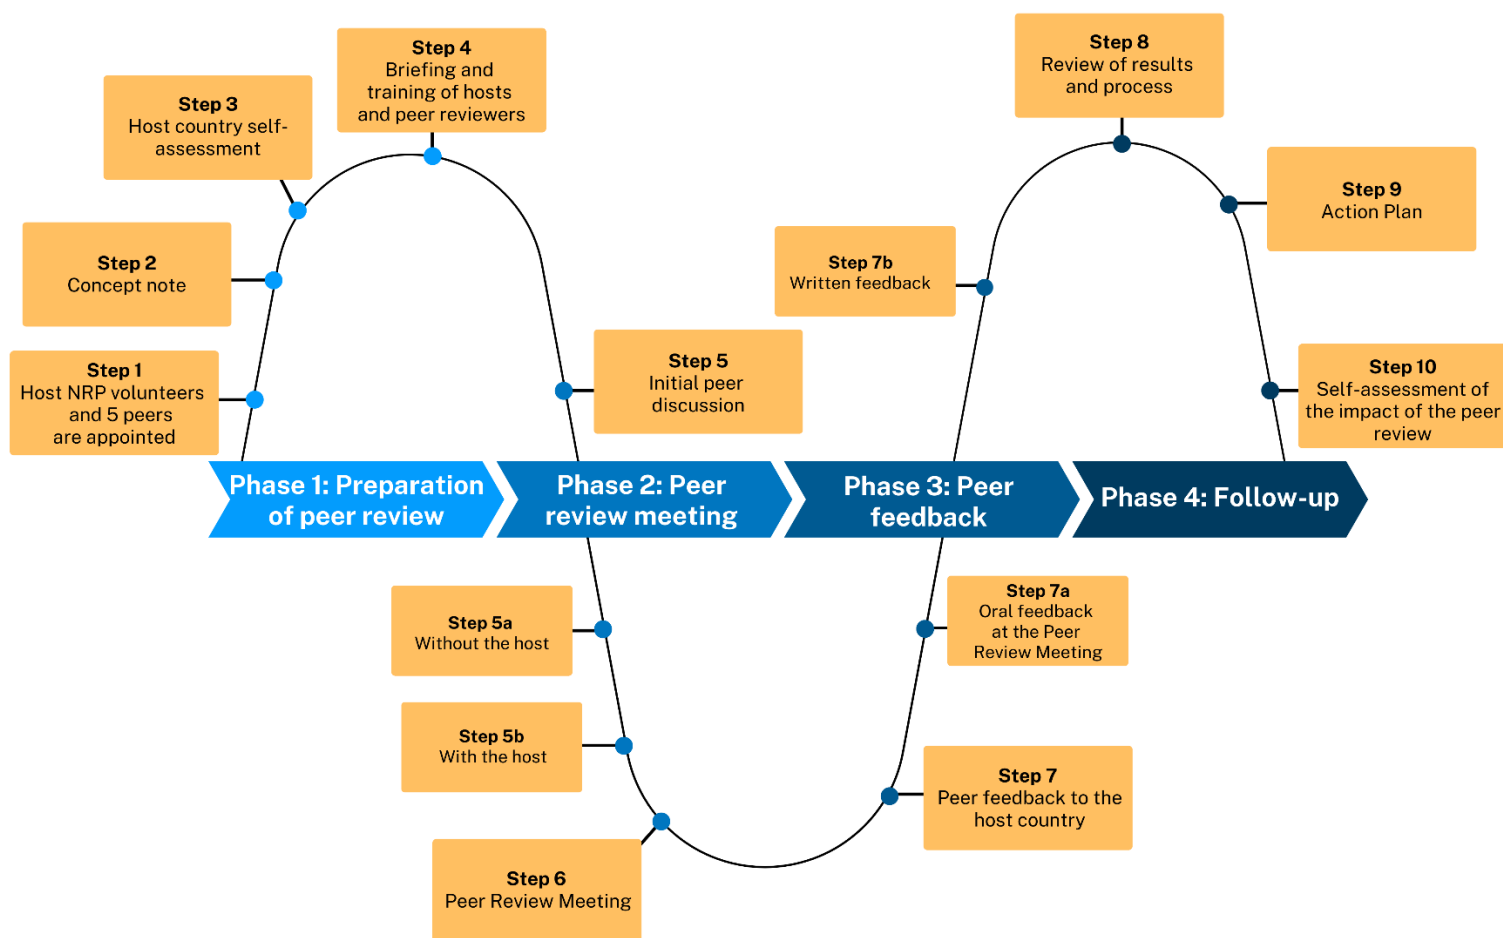 Step 1
Host NRP volunteers
and 5 peers
are appointed
Step 2
Concept note
Step 3
Host country self-
assessment
Step 4
Briefing and
training of hosts
and peer reviewers
Step 5
Initial peer
discussion
Phase 1: Preparation
of peer review
Phase 2: Peer
review meeting
Phase 3: Peer
feedback
Phase 4: Follow-up
Step 5a
Without the host
Step 5b
With the host
Step 6
Peer Review Meeting
Step 7
Peer feedback to the
host country
Step 7a
Oral feedback
at the Peer
Review Meeting
Step 7b
Written feedback
Step 8
Review of results
and process
Step 9
Action Plan
Step 10
Self-assessment of
the impact of the peer
review